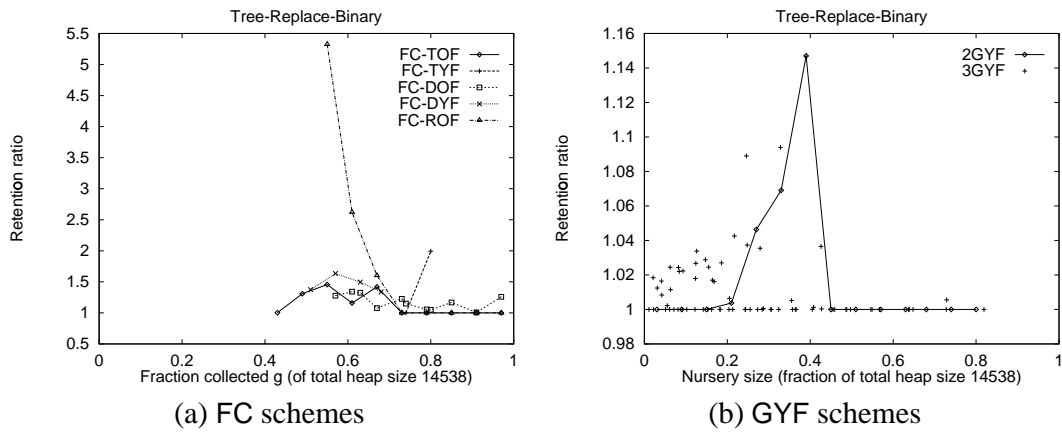 Tree-Replace-Binary
5.5
5
4.5
4
3.5
3
2.5
2
1.5
1
0.5
Retention ratio
FC-TOF
FC-TYF
FC-DOF
FC-DYF
FC-ROF
0
0.2
0.4
0.6
0.8
1
Fraction collected g (of total heap size 14538)
(a) FC schemes
Tree-Replace-Binary
1.16
1.14
1.12
1.1
1.08
1.06
1.04
1.02
1.00
0.98
Retention ratio
2GYF
3GYF
0
0.2
0.4
0.6
0.8
1
Nursery size (fraction of total heap size 14538)
(b) GYF schemes